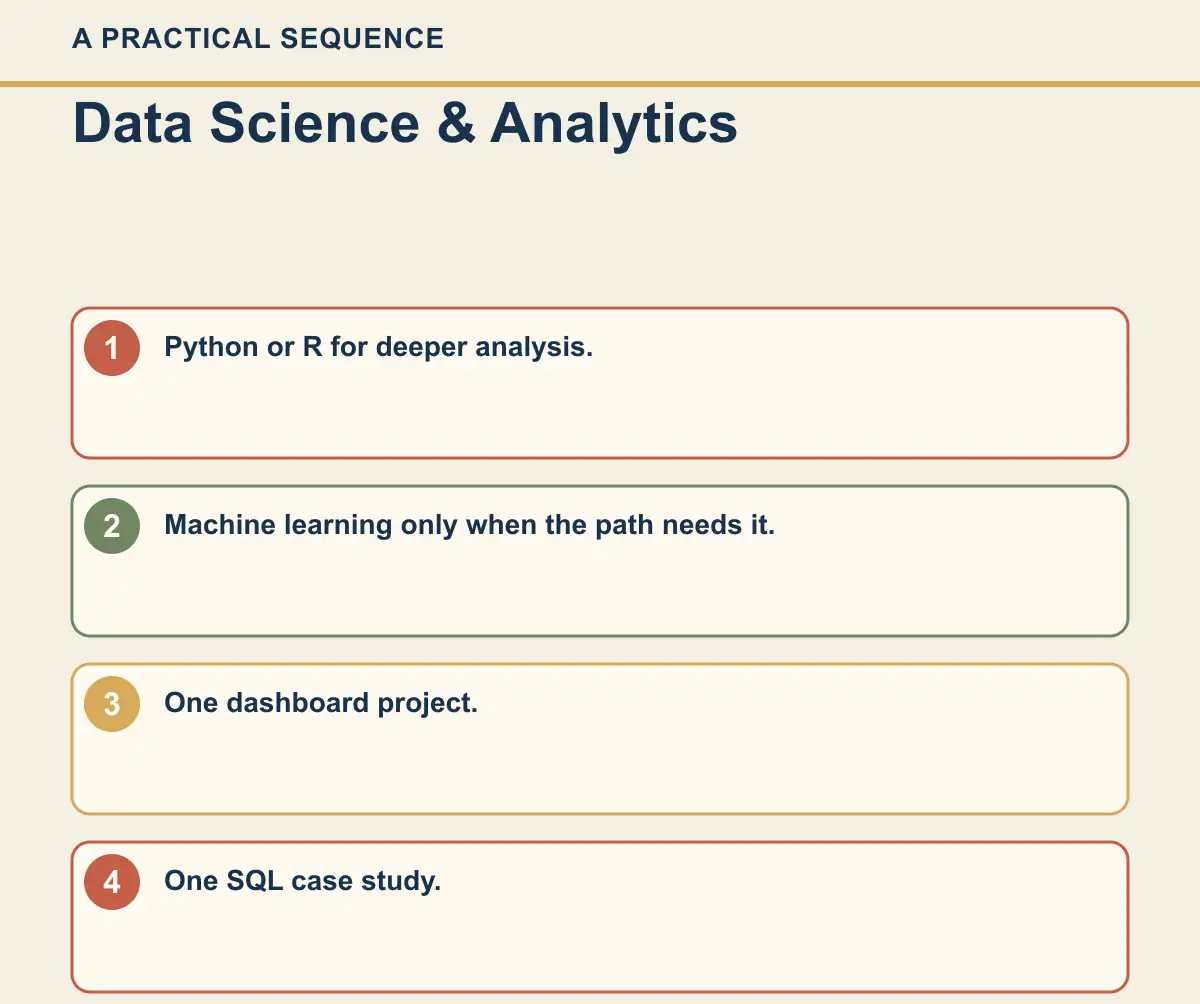 A PRACTICAL SEQUENCE
Data Science & Analytics
1 Python or R for deeper analysis.
2 Machine learning only when the path needs it.
3 One dashboard project.
4 One SQL case study.